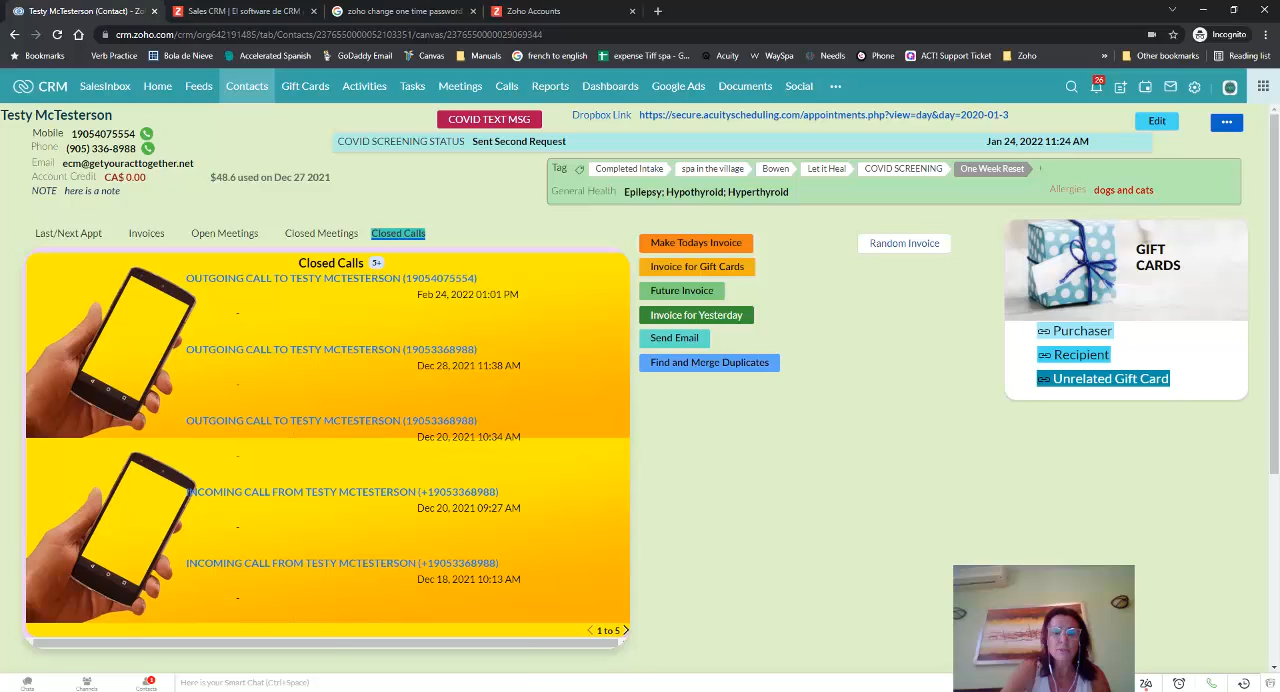 Testy McTesterson (Contact) - Zo
Sales CRM | El software de CRM
zoho change one time password
Zoho Accounts
crm.zoho.com/crm/org642191485/tab/Contacts/2376550000052103351/canvas/2376550000029069344
Incognito
Bookmarks Verb Practice Bola de Nieve Accelerated Spanish GoDaddy Email Canvas Manuals french to english expense Tiff spa - G... Acuity WaySpa Needls Phone ACT! Support Ticket Zoho » Other bookmarks Reading list
CRM SalesInbox Home Feeds Contacts Gift Cards Activities Tasks Meetings Calls Reports Dashboards Google Ads Documents Social ••• 26
Testy McTesterson
Mobile 19054075554
Phone (905) 336-8988
Email ecm@getyouracttogether.net
Account Credit CA$ 0.00 $48.6 used on Dec 27 2021
NOTE here is a note
COVID TEXT MSG
Dropbox Link https://secure.acuityscheduling.com/appointments.php?view=day&day=2020-01-3
Edit
•••
COVID SCREENING STATUS Sent Second Request Jan 24, 2022 11:24 AM
Tag Completed Intake spa in the village Bowen Let it Heal COVID SCREENING One Week Reset
General Health Epilepsy; Hypothyroid; Hyperthyroid
Allergies dogs and cats
Last/Next Appt Invoices Open Meetings Closed Meetings Closed Calls
Closed Calls 5+
OUTGOING CALL TO TESTY MCTESTERSON (19054075554)
Feb 24, 2022 01:01 PM
-
OUTGOING CALL TO TESTY MCTESTERSON (19053368988)
Dec 28, 2021 11:38 AM
-
OUTGOING CALL TO TESTY MCTESTERSON (19053368988)
Dec 20, 2021 10:34 AM
-
INCOMING CALL FROM TESTY MCTESTERSON (+19053368988)
Dec 20, 2021 09:27 AM
-
INCOMING CALL FROM TESTY MCTESTERSON (+19053368988)
Dec 18, 2021 10:13 AM
-
1 to 5
Make Todays Invoice
Invoice for Gift Cards
Future Invoice
Invoice for Yesterday
Send Email
Find and Merge Duplicates
Random Invoice
GIFT
CARDS
Purchaser
Recipient
Unrelated Gift Card
Chats Channels Contacts 1 Here is your Smart Chat (Ctrl+Space)